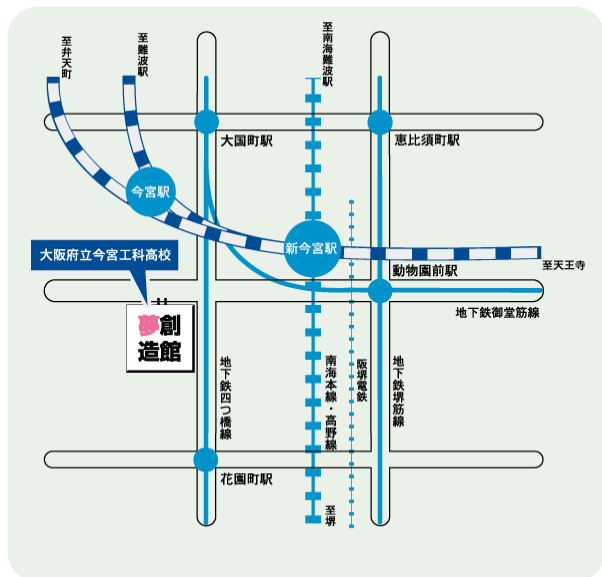 至弁天町
至難波駅
至南海難波駅
大国町駅
恵比須町駅
今宮駅
大阪府立今宮工科高校
新今宮駅
動物園前駅
至天王寺
地下鉄御堂筋線
夢創
造館
地下鉄四つ橋線
南海本線・高野線
阪堺電鉄
地下鉄堺筋線
花園町駅
至堺